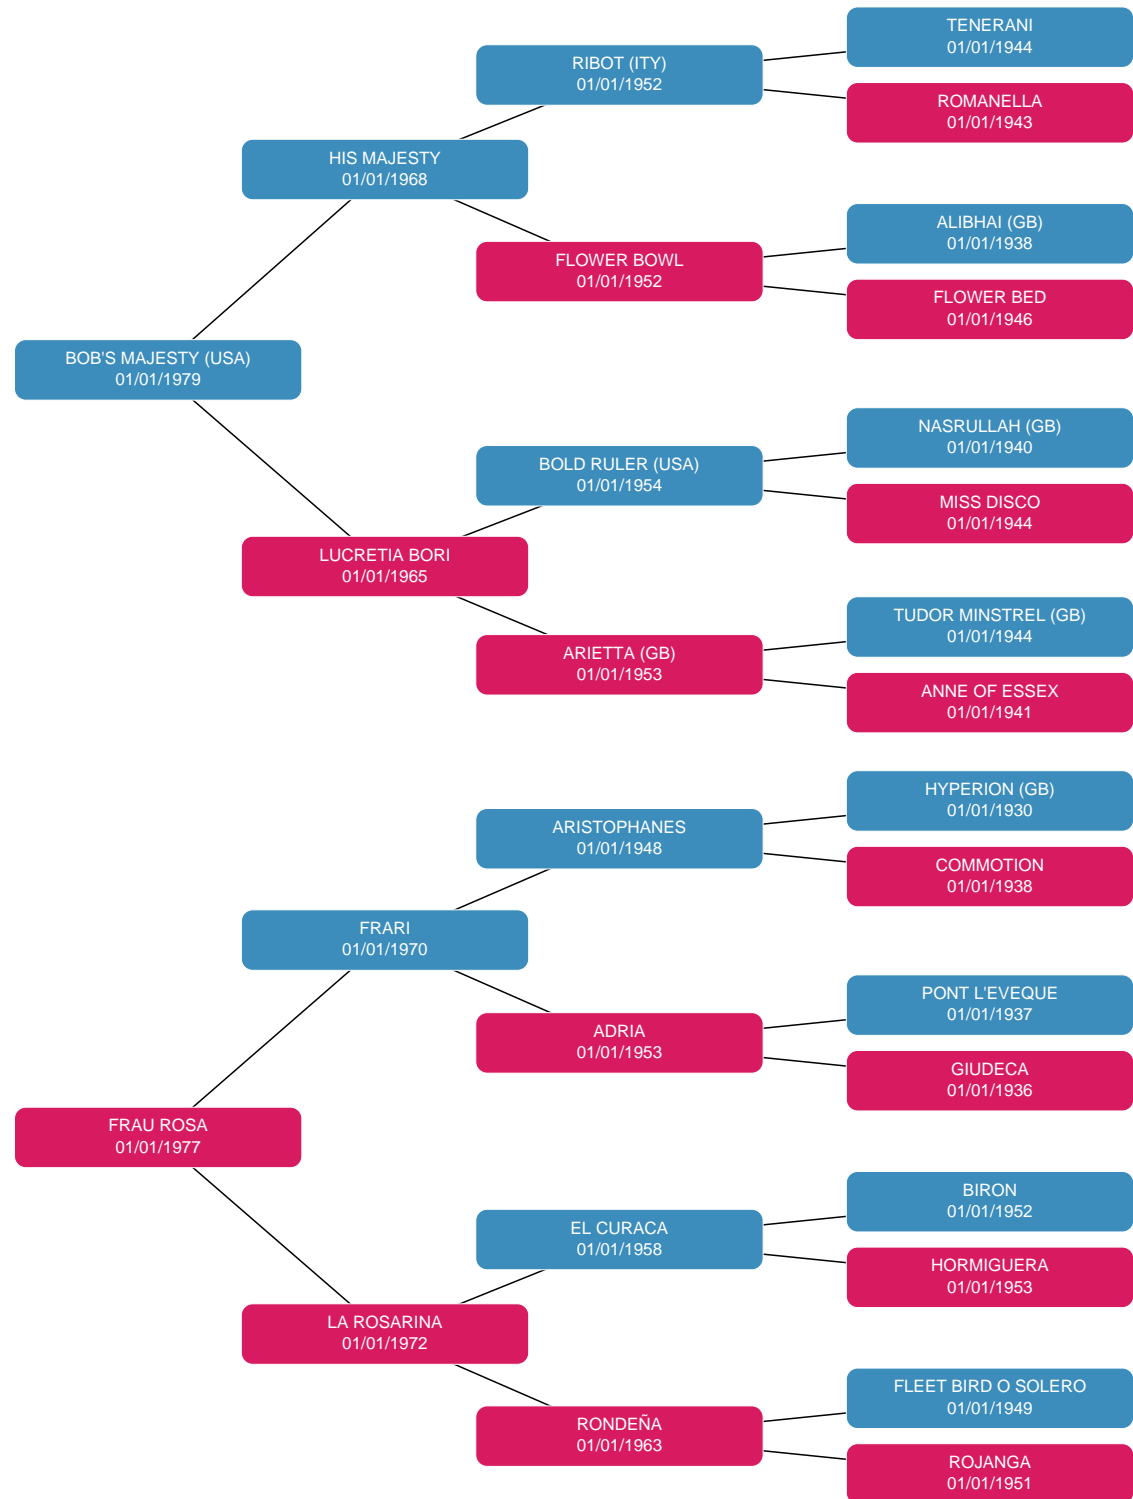 TENERANI
01/01/1944
RIBOT (ITY)
01/01/1952
ROMANELLA
01/01/1943
HIS MAJESTY
01/01/1968
ALIBHAI (GB)
01/01/1938
FLOWER BOWL
01/01/1952
FLOWER BED
01/01/1946
BOB'S MAJESTY (USA)
01/01/1979
NASRULLAH (GB)
01/01/1940
BOLD RULER (USA)
01/01/1954
MISS DISCO
01/01/1944
LUCRETIA BORI
01/01/1965
TUDOR MINSTREL (GB)
01/01/1944
ARIETTA (GB)
01/01/1953
ANNE OF ESSEX
01/01/1941
HYPERION (GB)
01/01/1930
ARISTOPHANES
01/01/1948
COMMOTION
01/01/1938
FRARI
01/01/1970
PONT L'EVEQUE
01/01/1937
ADRIA
01/01/1953
GIUDECA
01/01/1936
FRAU ROSA
01/01/1977
BIRON
01/01/1952
EL CURACA
01/01/1958
HORMIGUERA
01/01/1953
LA ROSARINA
01/01/1972
FLEET BIRD O SOLERO
01/01/1949
RONDEÑA
01/01/1963
ROJANGA
01/01/1951